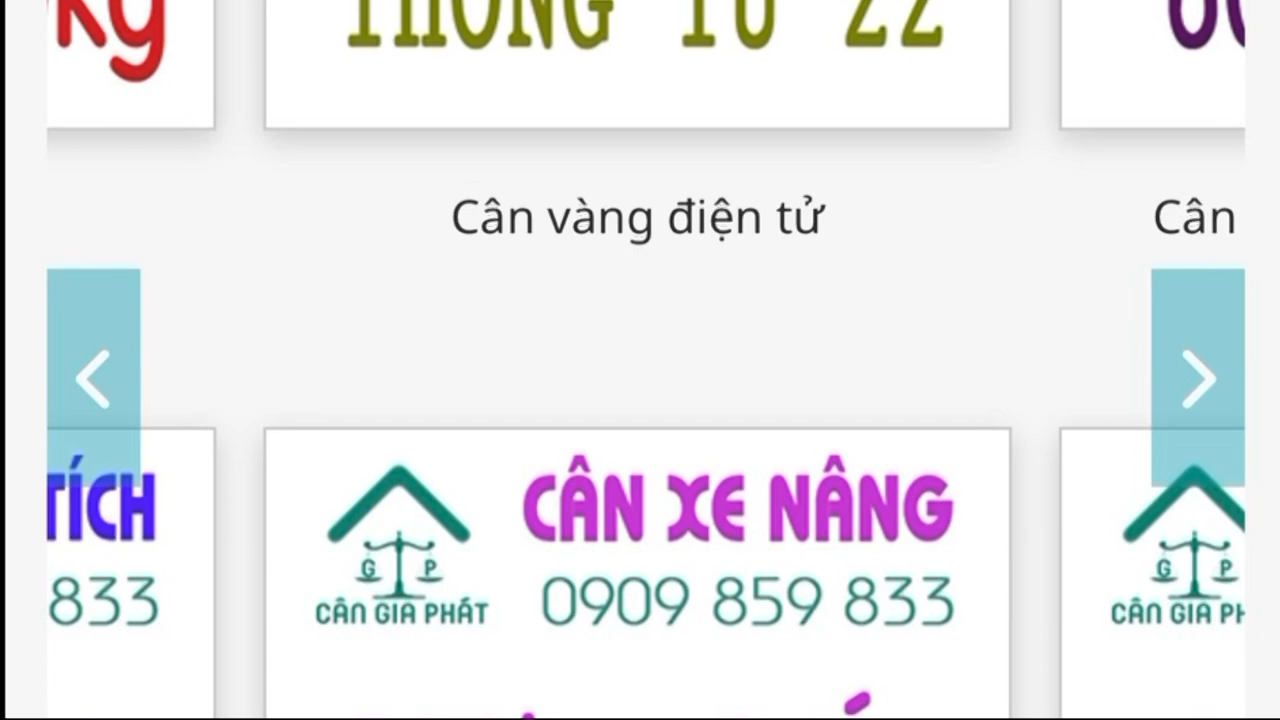 THÔNG TƯ 22
Cân vàng điện tử
Cân
TÍCH
833
G P
CÂN GIA PHÁT
CÂN XE NÂNG
0909 859 833
G P
CÂN GIA PH